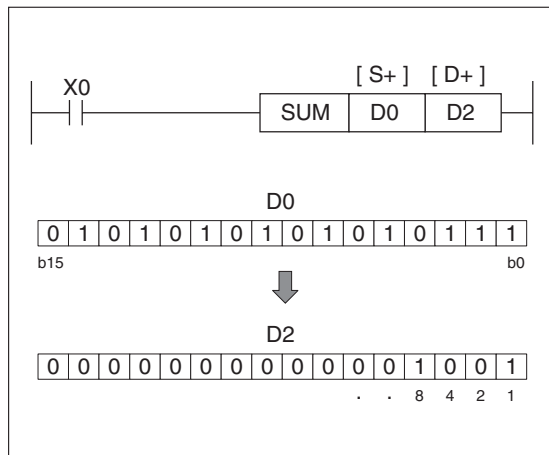 [ S+ ] [ D+ ]
X0
SUM D0 D2
D0
0 1 0 1 0 1 0 1 0 1 0 1 0 1 1 1
b15 b0
D2
0 0 0 0 0 0 0 0 0 0 0 0 1 0 0 1
. . 8 4 2 1